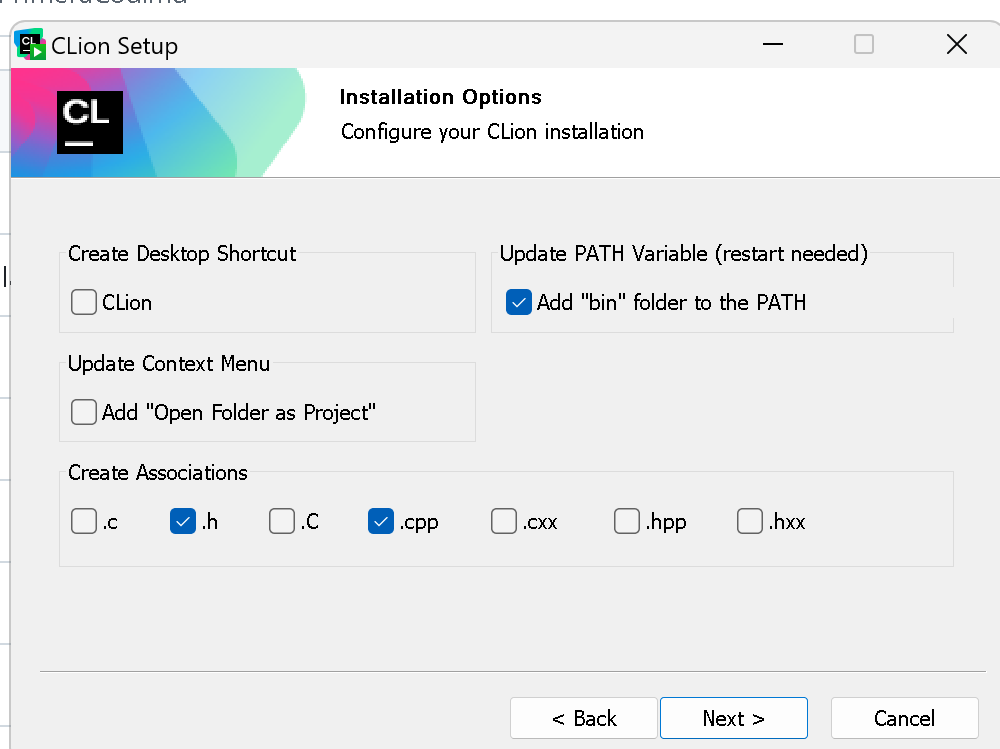 CLion Setup
CL
Installation Options
Configure your CLion installation
Create Desktop Shortcut
CLion
Update PATH Variable (restart needed)
Add "bin" folder to the PATH
Update Context Menu
Add "Open Folder as Project"
Create Associations
.c .h .C .cpp .cxx .hpp .hxx
< Back Next > Cancel